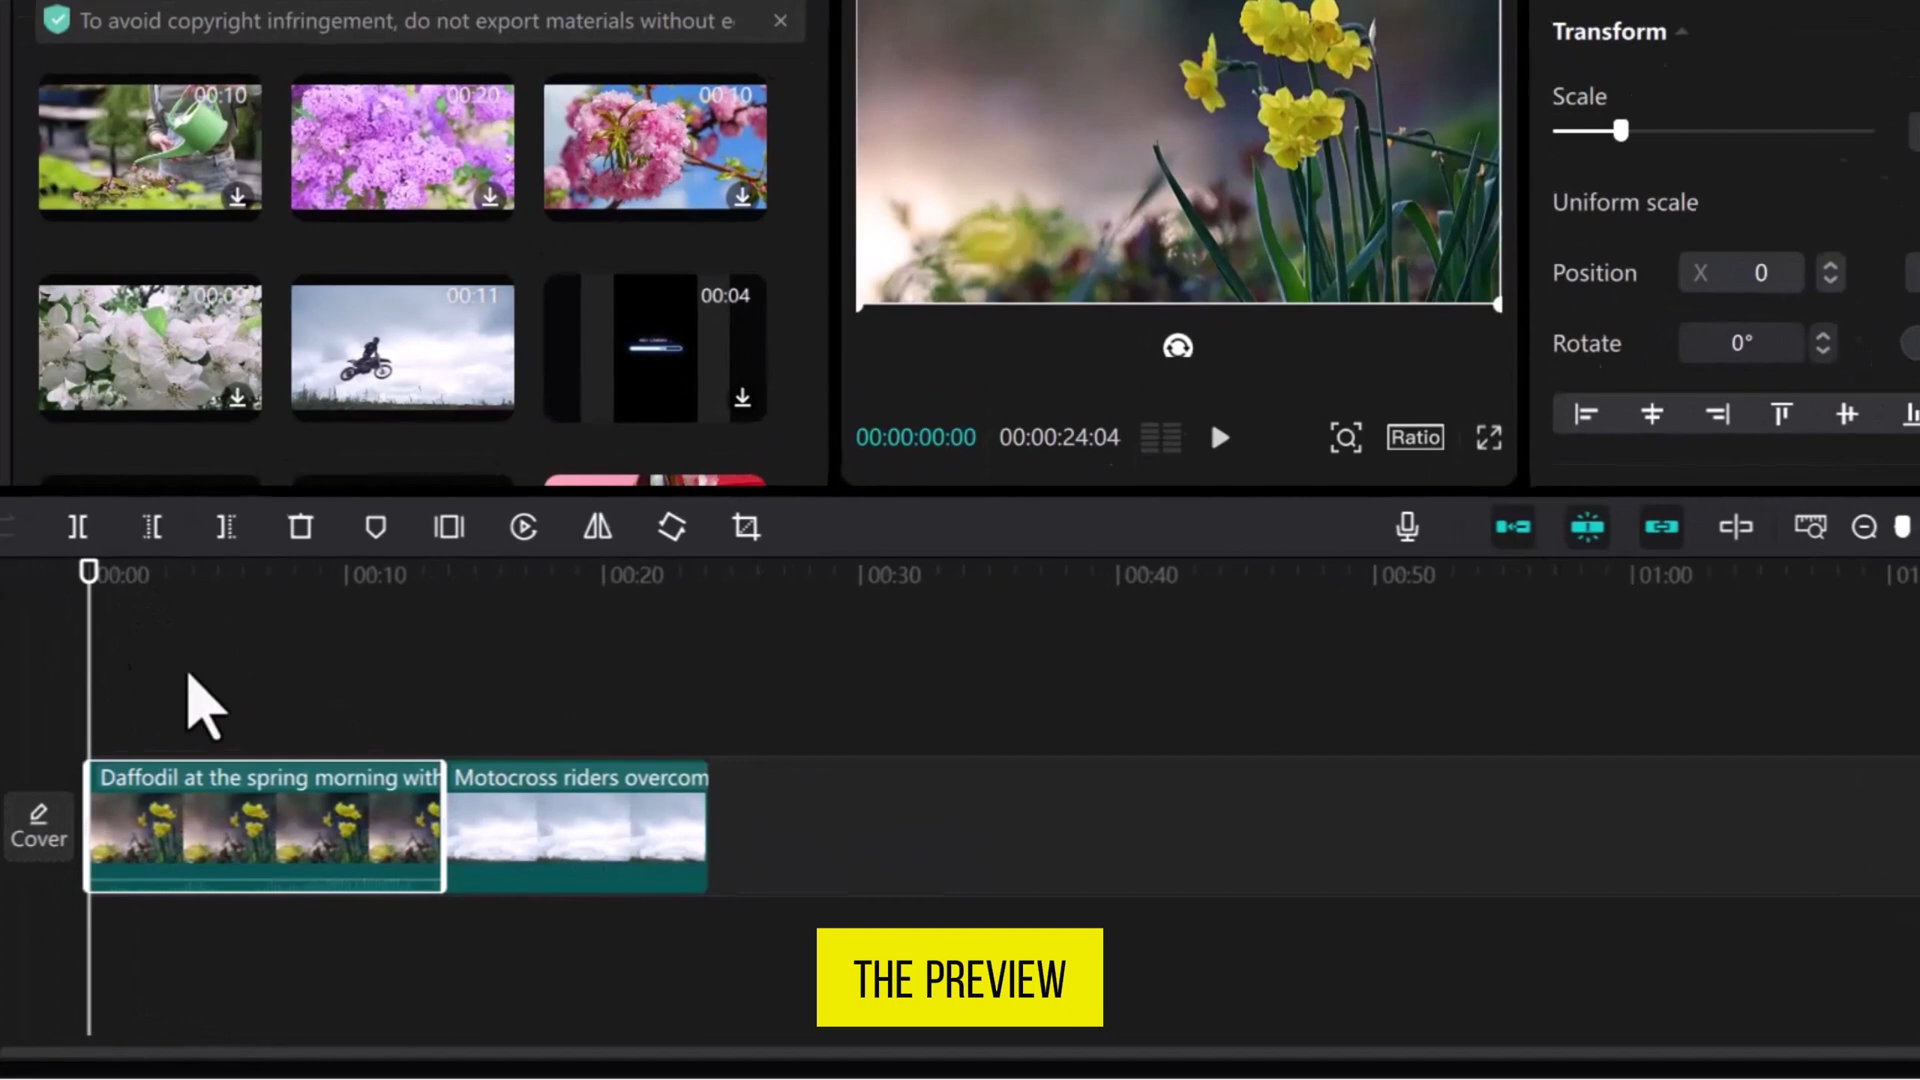 To avoid copyright infringement, do not export materials without e
00:10
00:20
00:10
00:09
00:11
00:04
00:00:00:00
00:00:24:04
Ratio
Transform
Scale
Uniform scale
Position
X
0
Rotate
0°
00:00
00:10
00:20
00:30
00:40
00:50
01:00
01
Cover
Daffodil at the spring morning with
Motocross riders overcom
THE PREVIEW